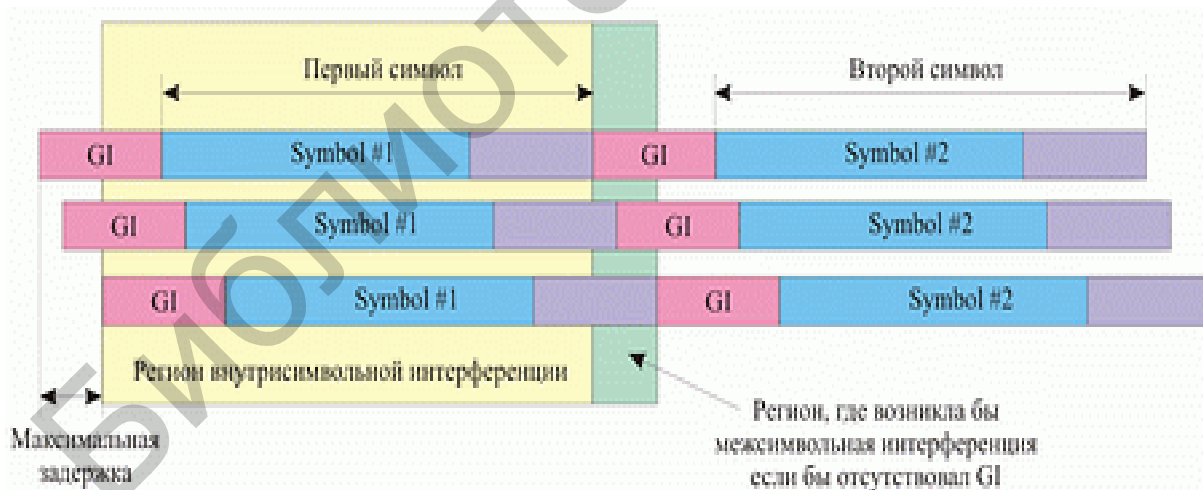 Первый символ
Второй символ
GI Symbol #1 GI Symbol #2
GI Symbol #1 GI Symbol #2
GI Symbol #1 GI Symbol #2
Регион внутрисимвольной интерференции
Максимальная
задержка
Регион, где возникла бы
межсимвольная интерференция
если бы отсутствовал GI
Библиот